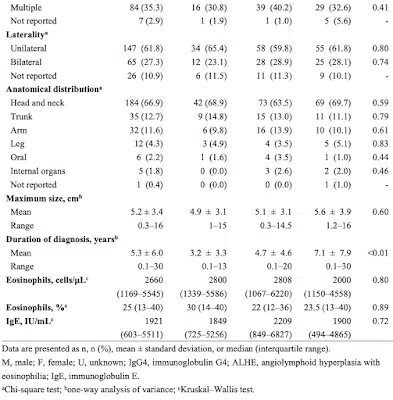 Multiple 84 (35.3) 16 (30.8) 39 (40.2) 29 (32.6) 0.41
Not reported 7 (2.9) 1 (1.9) 1 (1.0) 5 (5.6) -
Lateralityᵃ
Unilateral 147 (61.8) 34 (65.4) 58 (59.8) 55 (61.8) 0.80
Bilateral 65 (27.3) 12 (23.1) 28 (28.9) 25 (28.1) 0.74
Not reported 26 (10.9) 6 (11.5) 11 (11.3) 9 (10.1) -
Anatomical distributionᵃ
Head and neck 184 (66.9) 42 (68.9) 73 (63.5) 69 (69.7) 0.59
Trunk 35 (12.7) 9 (14.8) 15 (13.0) 11 (11.1) 0.79
Arm 32 (11.6) 6 (9.8) 16 (13.9) 10 (10.1) 0.61
Leg 12 (4.3) 3 (4.9) 4 (3.5) 5 (5.1) 0.83
Oral 6 (2.2) 1 (1.6) 4 (3.5) 1 (1.0) 0.44
Internal organs 5 (1.8) 0 (0.0) 3 (2.6) 2 (2.0) 0.46
Not reported 1 (0.4) 0 (0.0) 0 (0.0) 1 (1.0) -
Maximum size, cmᵇ
Mean 5.2 ± 3.4 4.9 ± 3.1 5.1 ± 3.1 5.6 ± 3.9 0.60
Range 0.3–16 1–15 0.3–14.5 1.2–16
Duration of diagnosis, yearsᵇ
Mean 5.3 ± 6.0 3.2 ± 3.3 4.7 ± 4.6 7.1 ± 7.9 <0.01
Range 0.1–30 0.1–13 0.1–20 0.1–30
Eosinophils, cells/µLᶜ 2660 2800 2808 2000 0.80
(1169–5545) (1339–5586) (1067–6220) (1150–4558)
Eosinophils, %ᶜ 25 (13–40) 30 (14–40) 22 (12–36) 23.5 (13–40) 0.89
IgE, IU/mLᶜ 1921 1849 2209 1900 0.72
(603–5511) (725–5256) (849–6827) (494–4865)
Data are presented as n, n (%), mean ± standard deviation, or median (interquartile range).
M, male; F, female; U, unknown; IgG4, immunoglobulin G4; ALHE, angiolymphoid hyperplasia with
eosinophilia; IgE, immunoglobulin E.
ᵃChi-square test; ᵇone-way analysis of variance; ᶜKruskal–Wallis test.